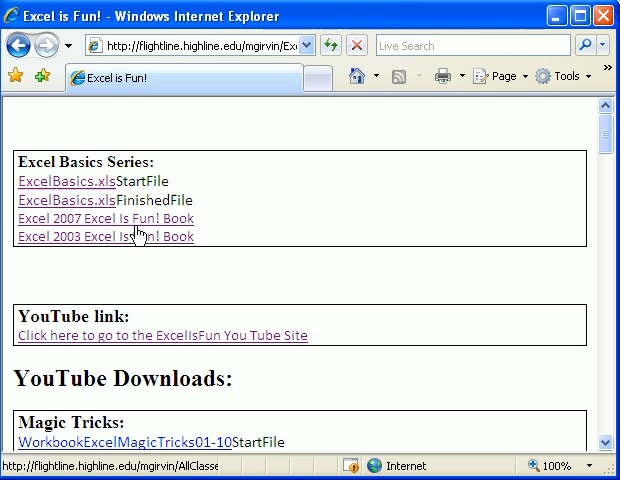 Excel is Fun! - Windows Internet Explorer
http://flightline.highline.edu/mgirvin/Exc
Live Search
Excel is Fun!
Page
Tools
»
Excel Basics Series:
ExcelBasics.xlsStartFile
ExcelBasics.xlsFinishedFile
Excel 2007 Excel Is Fun! Book
Excel 2003 Excel Is Fun! Book
YouTube link:
Click here to go to the ExcelIsFun You Tube Site
YouTube Downloads:
Magic Tricks:
WorkbookExcelMagicTricks01-10StartFile
http://flightline.highline.edu/mgirvin/AllClasse
Internet
100%